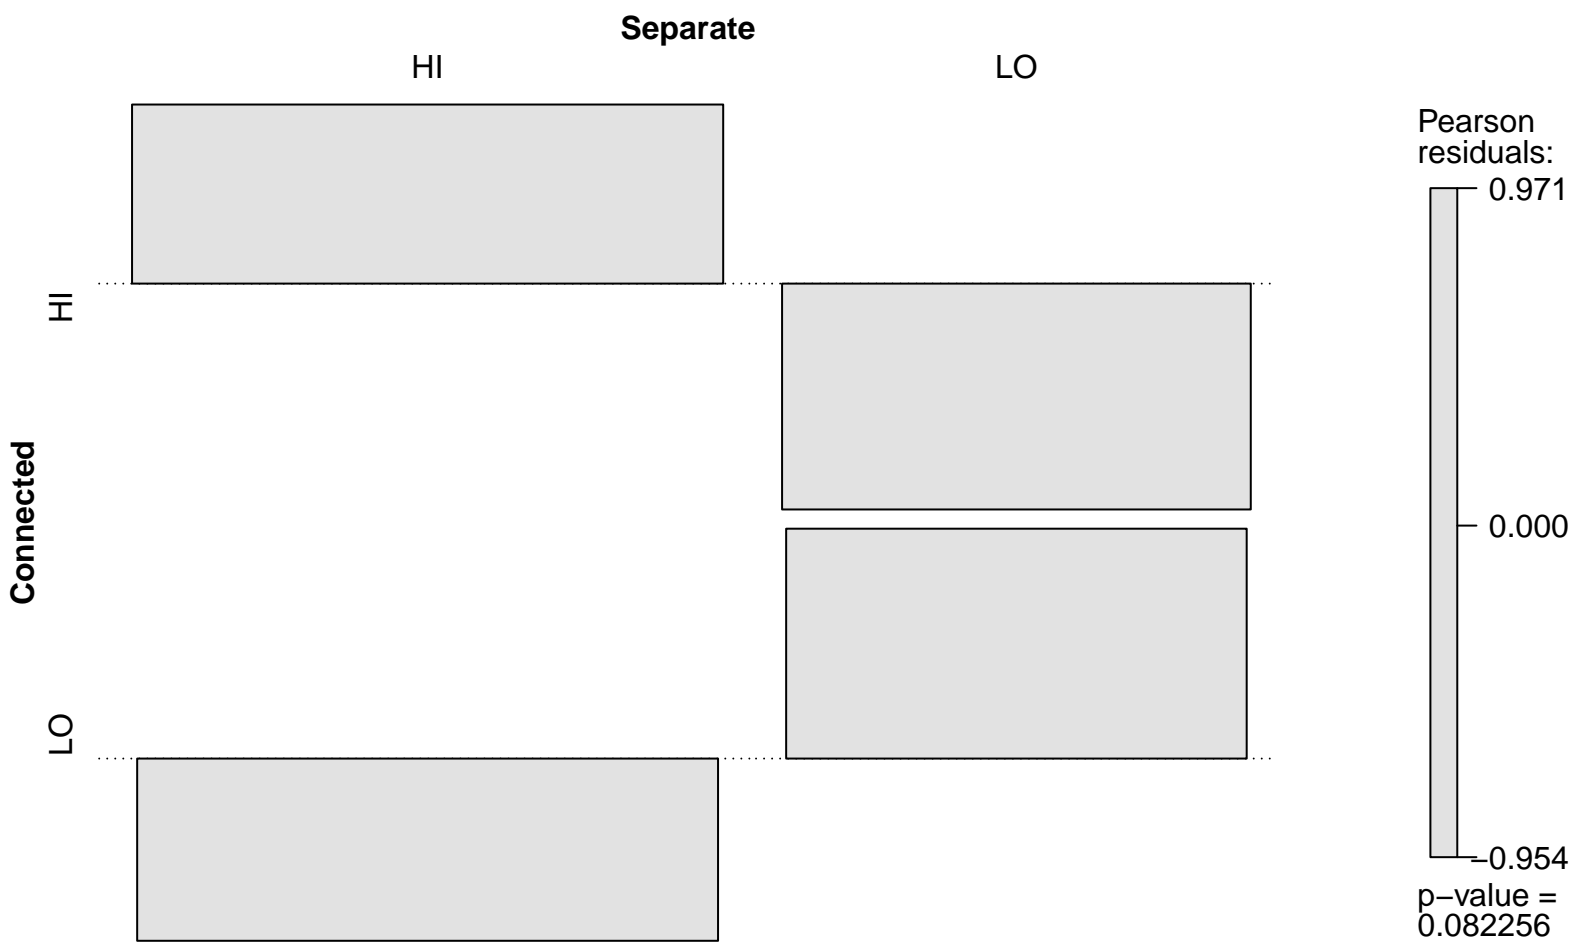 Separate
HI
LO
Connected
HI
LO
Pearson
residuals:
0.971
0.000
−0.954
p−value =
0.082256